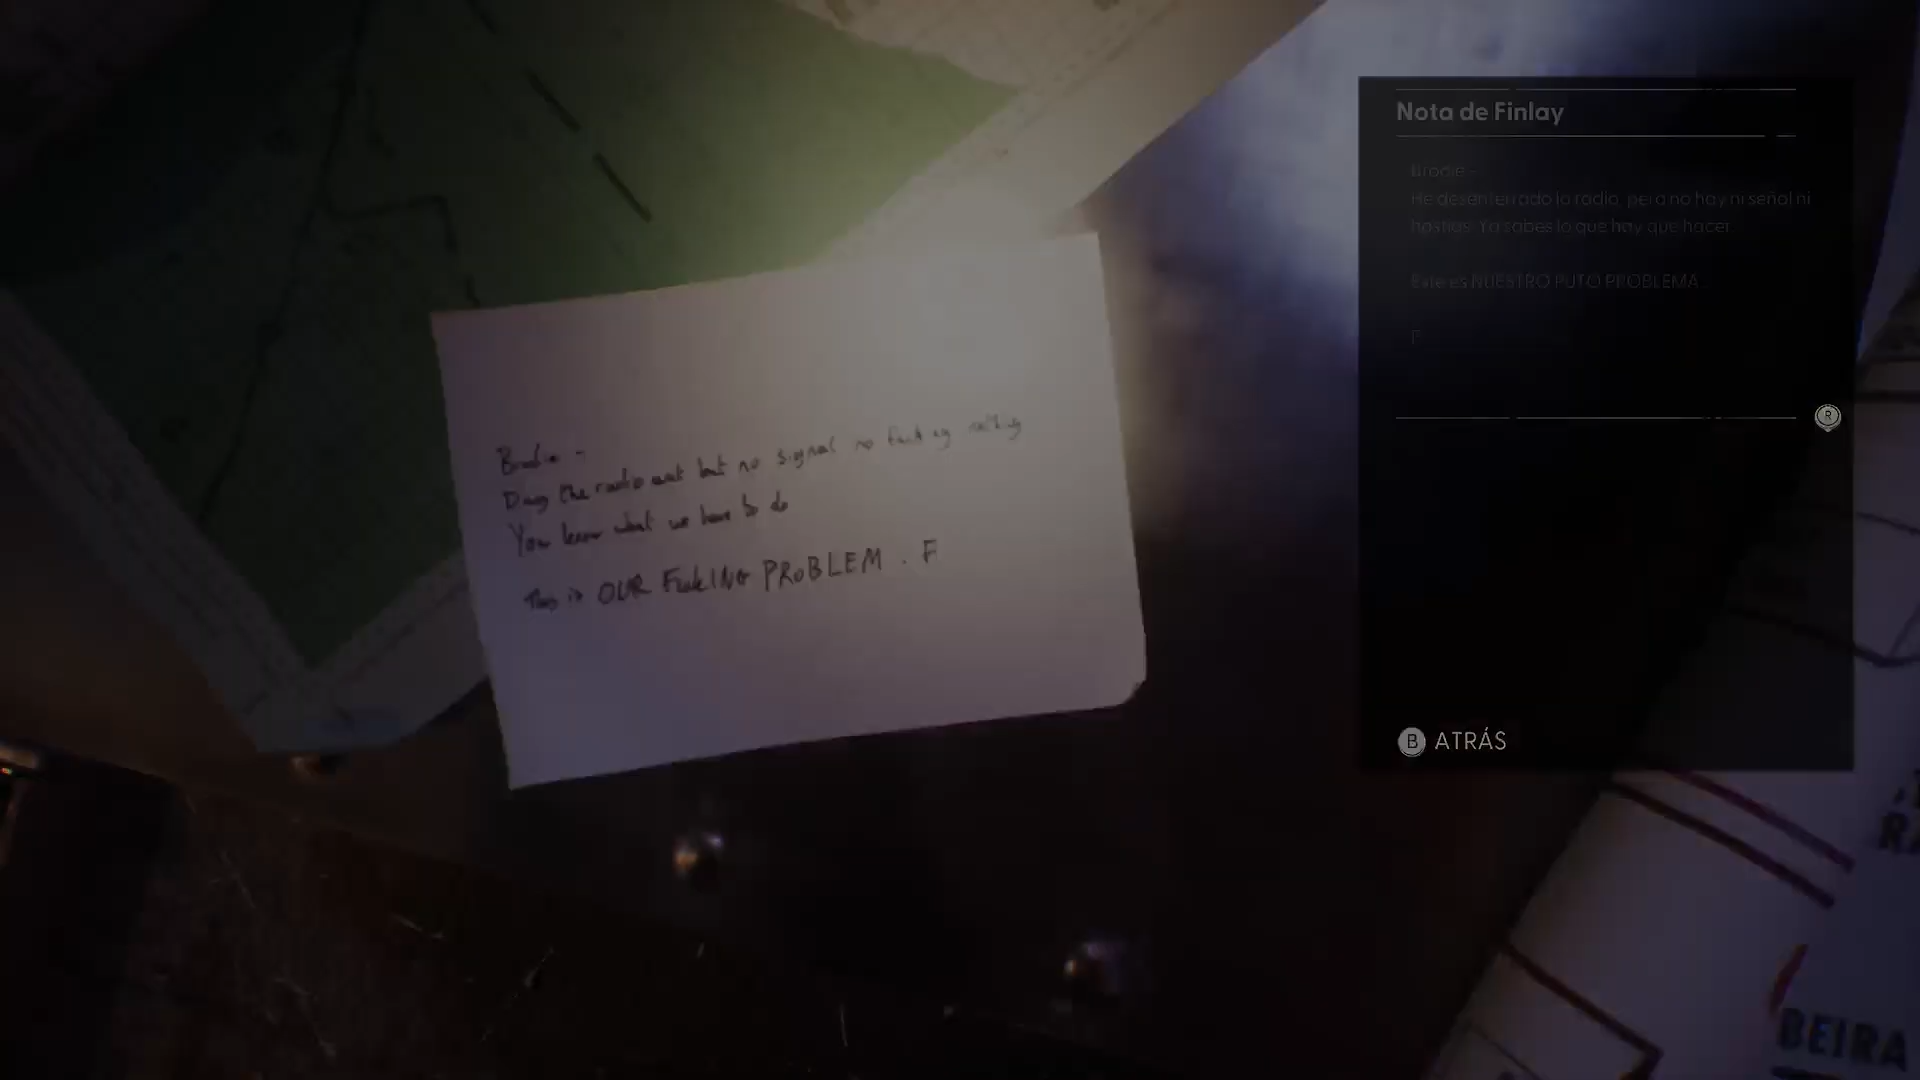 Brodie -
Dug the radio out but no signal no fucking nothing
You know what we have to do
This is OUR FUCKING PROBLEM . F
Nota de Finlay
Brodie -
He desenterrado la radio, pero no hay ni señal ni
hostias. Ya sabes lo que hay que hacer.
Este es NUESTRO PUTO PROBLEMA.
F
R
B ATRÁS
BEIRA